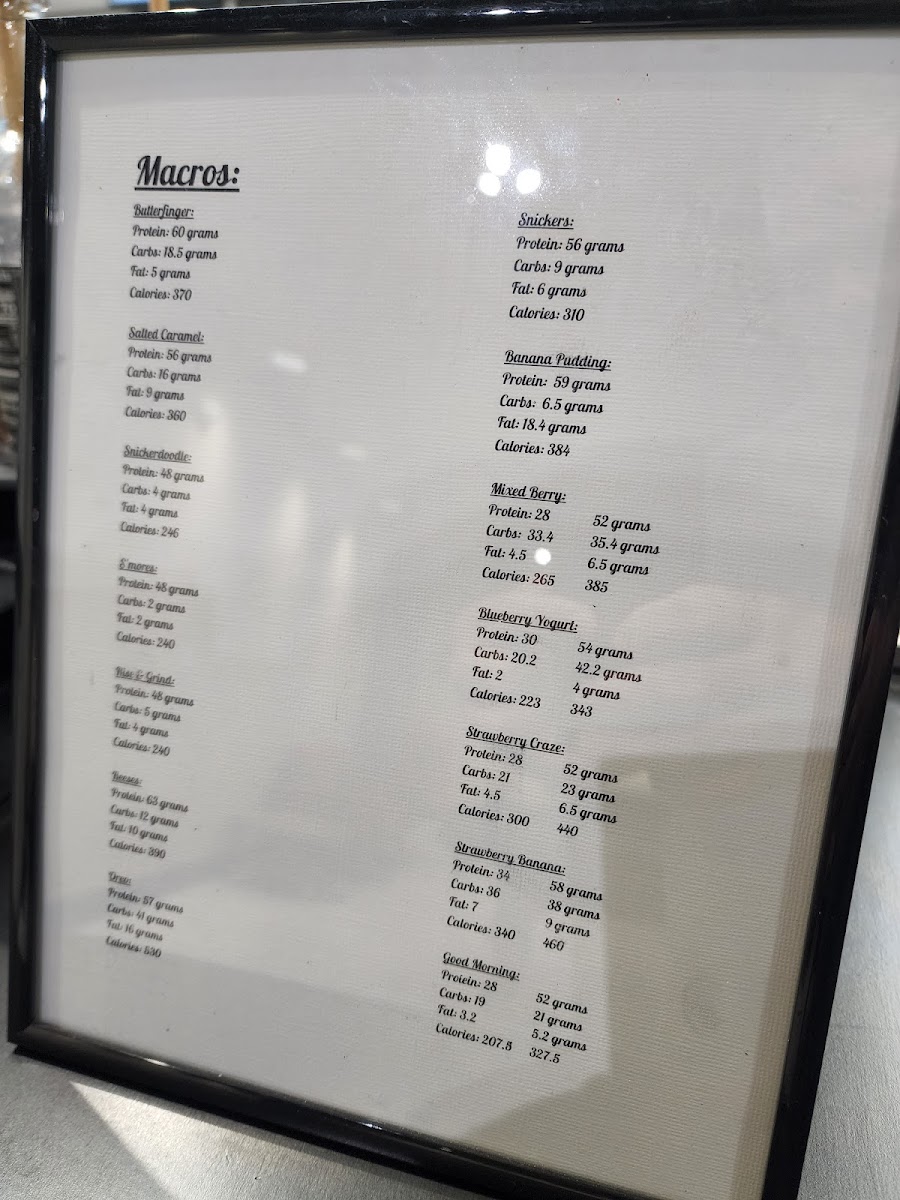 Macros:
Butterfinger:
Protein: 60 grams
Carbs: 18.5 grams
Fat: 5 grams
Calories: 370
Salted Caramel:
Protein: 56 grams
Carbs: 16 grams
Fat: 9 grams
Calories: 360
Snickerdoodle:
Protein: 48 grams
Carbs: 4 grams
Fat: 4 grams
Calories: 246
S'mores:
Protein: 48 grams
Carbs: 2 grams
Fat: 2 grams
Calories: 240
Rise & Grind:
Protein: 48 grams
Carbs: 5 grams
Fat: 4 grams
Calories: 240
Reeses:
Protein: 63 grams
Carbs: 12 grams
Fat: 10 grams
Calories: 390
Oreo:
Protein: 57 grams
Carbs: 41 grams
Fat: 16 grams
Calories: 530
Snickers:
Protein: 56 grams
Carbs: 9 grams
Fat: 6 grams
Calories: 310
Banana Pudding:
Protein: 59 grams
Carbs: 6.5 grams
Fat: 18.4 grams
Calories: 384
Mixed Berry:
Protein: 28 52 grams
Carbs: 33.4 35.4 grams
Fat: 4.5 6.5 grams
Calories: 265 385
Blueberry Yogurt:
Protein: 30 54 grams
Carbs: 20.2 42.2 grams
Fat: 2 4 grams
Calories: 223 343
Strawberry Craze:
Protein: 28 52 grams
Carbs: 21 23 grams
Fat: 4.5 6.5 grams
Calories: 300 440
Strawberry Banana:
Protein: 34 58 grams
Carbs: 36 38 grams
Fat: 7 9 grams
Calories: 340 460
Good Morning:
Protein: 28 52 grams
Carbs: 19 21 grams
Fat: 3.2 5.2 grams
Calories: 207.5 327.5